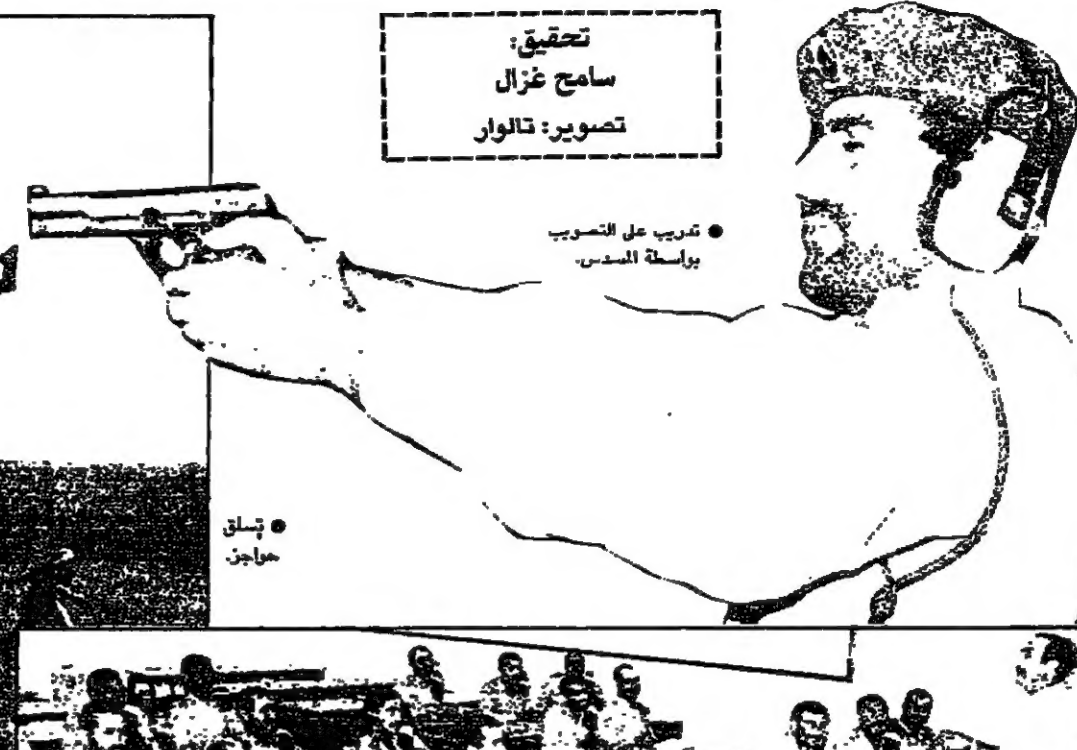 تحقيق:
سامح غزال
تصوير: تالوار
● تدريب على التصويب
بواسطة المسدس.
● تسلق
حواجز.